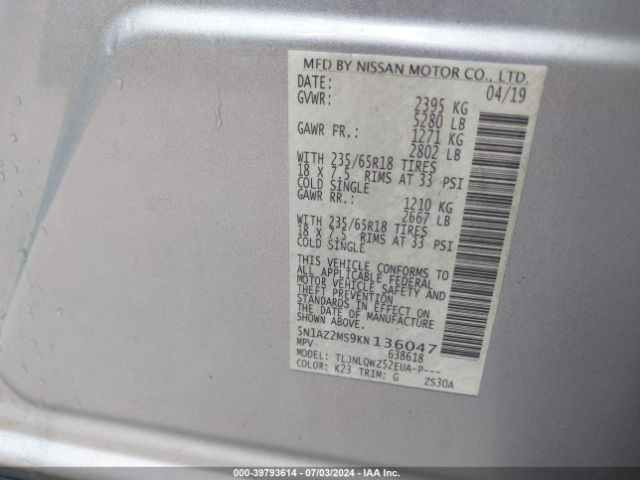 MFD BY NISSAN MOTOR CO., LTD.
DATE: 04/19
GVWR: 2395 KG
5280 LB
GAWR FR.: 1271 KG
2802 LB
WITH 235/65R18 TIRES
18 X 7.5 RIMS AT 33 PSI
COLD SINGLE
GAWR RR.: 1210 KG
2667 LB
WITH 235/65R18 TIRES
18 X 7.5 RIMS AT 33 PSI
COLD SINGLE
THIS VEHICLE CONFORMS TO
ALL APPLICABLE FEDERAL
MOTOR VEHICLE SAFETY AND
THEFT PREVENTION
STANDARDS IN EFFECT ON
THE DATE OF MANUFACTURE
SHOWN ABOVE.
5N1AZ2MS9KN136047
MPV 638618
MODEL: TLJNLQWZ52EUA-P---
COLOR: K23 TRIM: G ZS30A
000-39793614 - 07/03/2024 - IAA Inc.